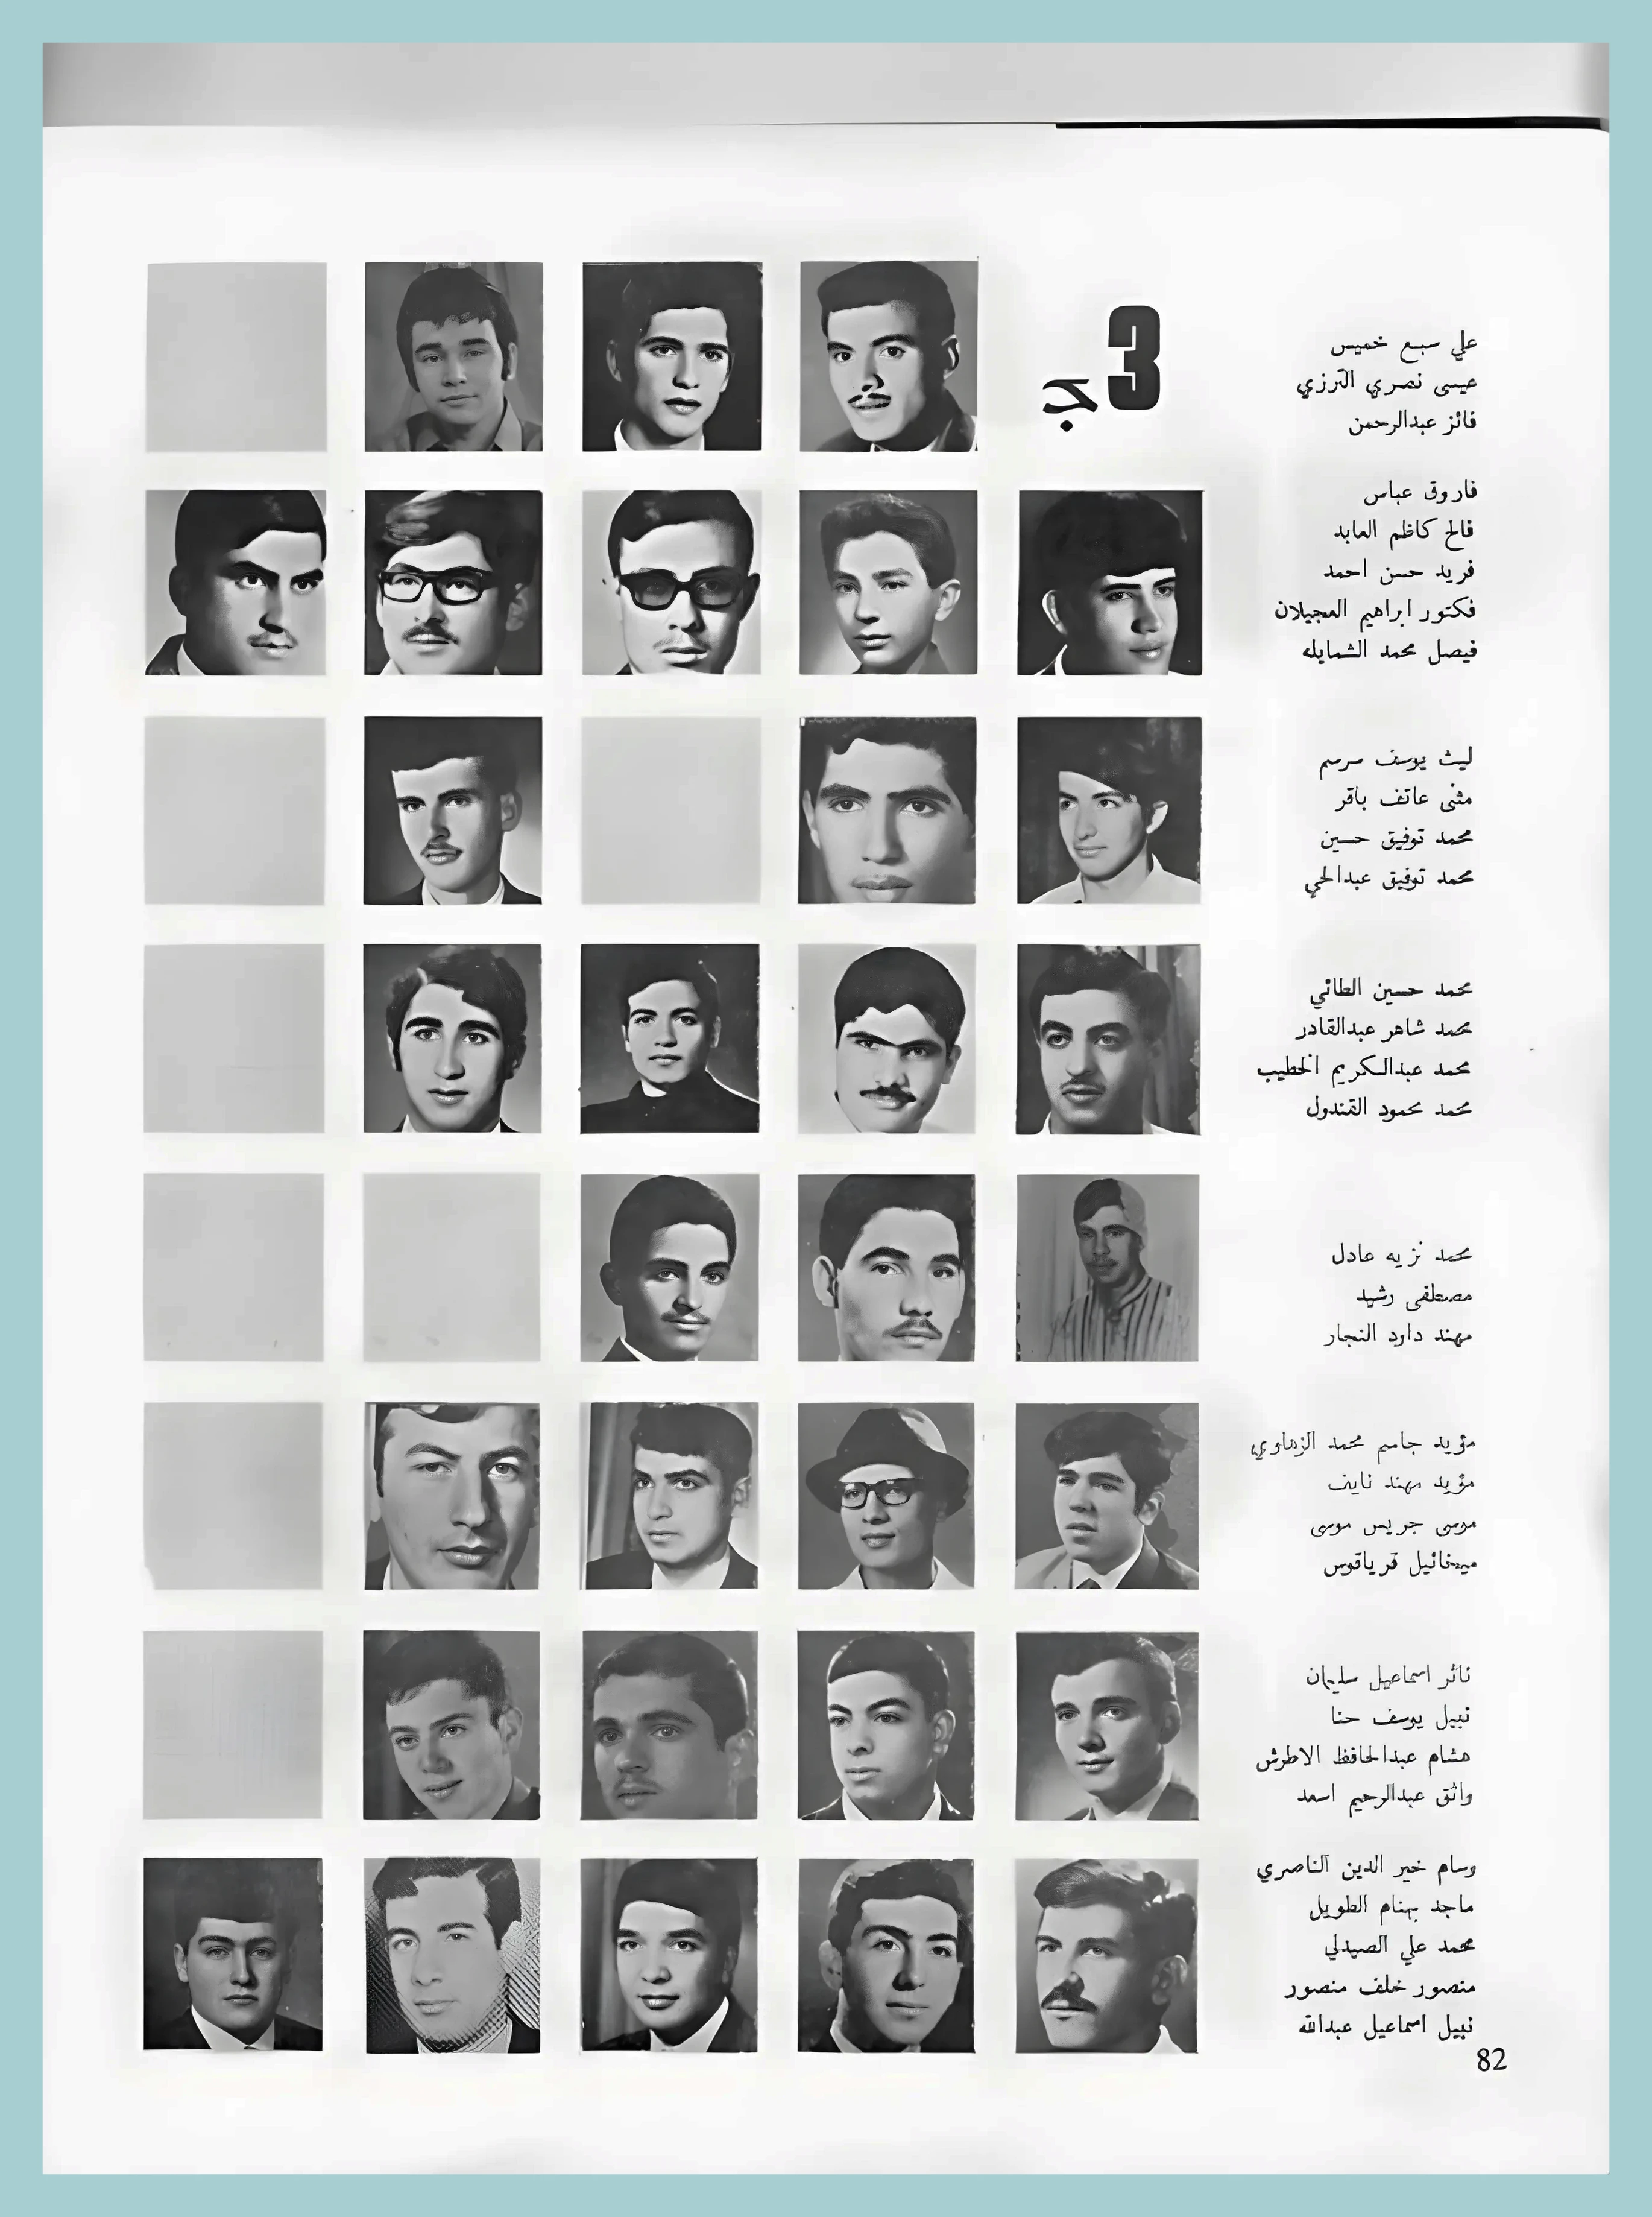 3 ج
علي سبع خميس
عيسى نصري الترزي
فائز عبدالرحمن
فاروق عباس
فالح كاظم العابد
فريد حسن احمد
فكتور ابراهيم العجيلان
فيصل محمد الشمايله
ليث يوسف سرسم
مثنى عاتف باقر
محمد توفيق حسين
محمد توفيق عبدالحي
محمد حسين الطائي
محمد شاهر عبدالقادر
محمد عبدالكريم الخطيب
محمد محمود القندول
محمد نزيه عادل
مصطفى رشيد
مهند داود النجار
مؤيد جاسم محمد الزهاوي
مؤيد مهند نايف
موسى جريس موسى
ميخائيل قرياقوس
نائر اسماعيل سليمان
نبيل يوسف حنا
هشام عبدالحافظ الاطرش
واثق عبدالرحيم اسعد
وسام خير الدين الناصري
ماجد بهنام الطويل
محمد علي الصيدلي
منصور خلف منصور
نبيل اسماعيل عبدالله
82